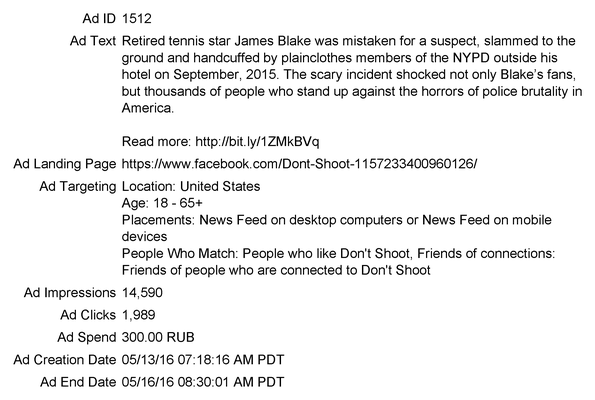 Ad ID 1512
Ad Text Retired tennis star James Blake was mistaken for a suspect, slammed to the
ground and handcuffed by plainclothes members of the NYPD outside his
hotel on September, 2015. The scary incident shocked not only Blake's fans,
but thousands of people who stand up against the horrors of police brutality in
America.
Read more: http://bit.ly/1ZMkBVq
Ad Landing Page https://www.facebook.com/Dont-Shoot-1157233400960126/
Ad Targeting Location: United States
Age: 18 - 65+
Placements: News Feed on desktop computers or News Feed on mobile
devices
People Who Match: People who like Don't Shoot, Friends of connections:
Friends of people who are connected to Don't Shoot
Ad Impressions 14,590
Ad Clicks 1,989
Ad Spend 300.00 RUB
Ad Creation Date 05/13/16 07:18:16 AM PDT
Ad End Date 05/16/16 08:30:01 AM PDT